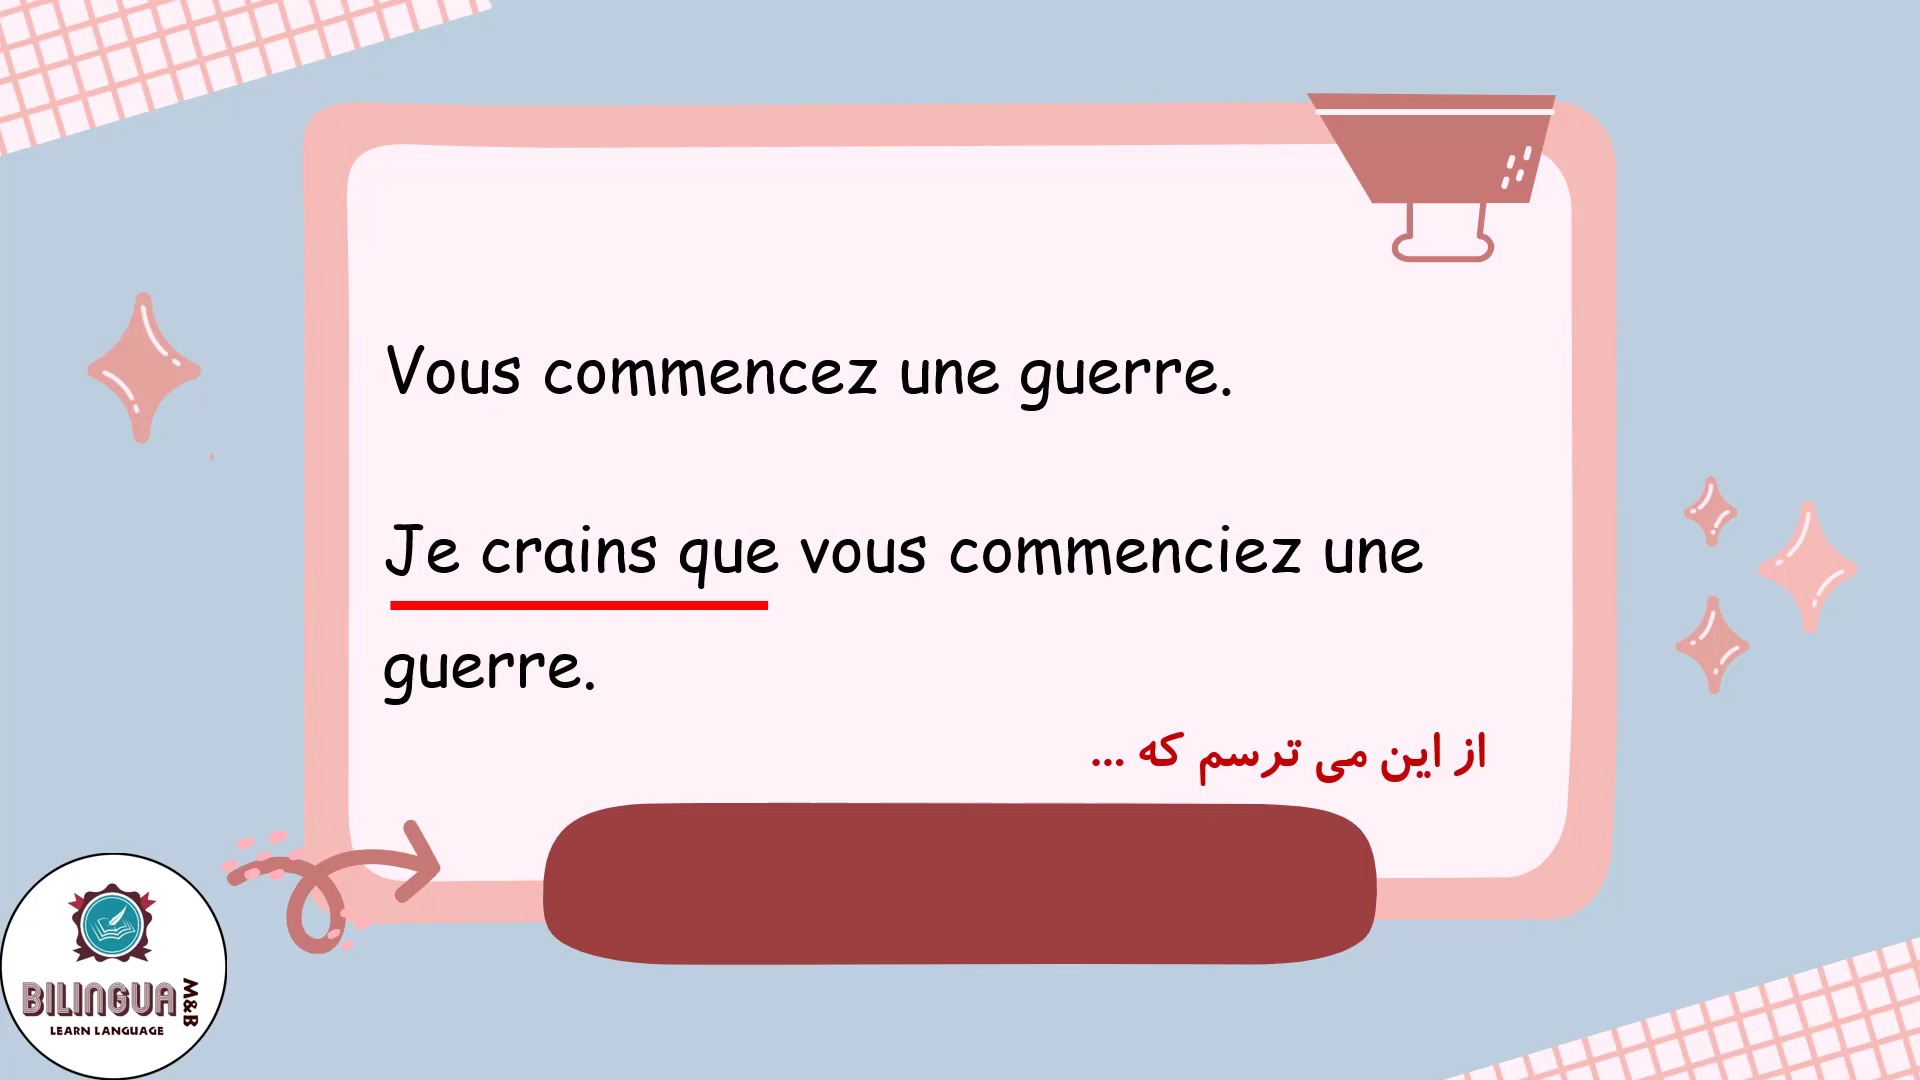 Vous commencez une guerre.
Je crains que vous commenciez une
guerre.
از این می ترسم که ...
BILINGUA
M&B
LEARN LANGUAGE